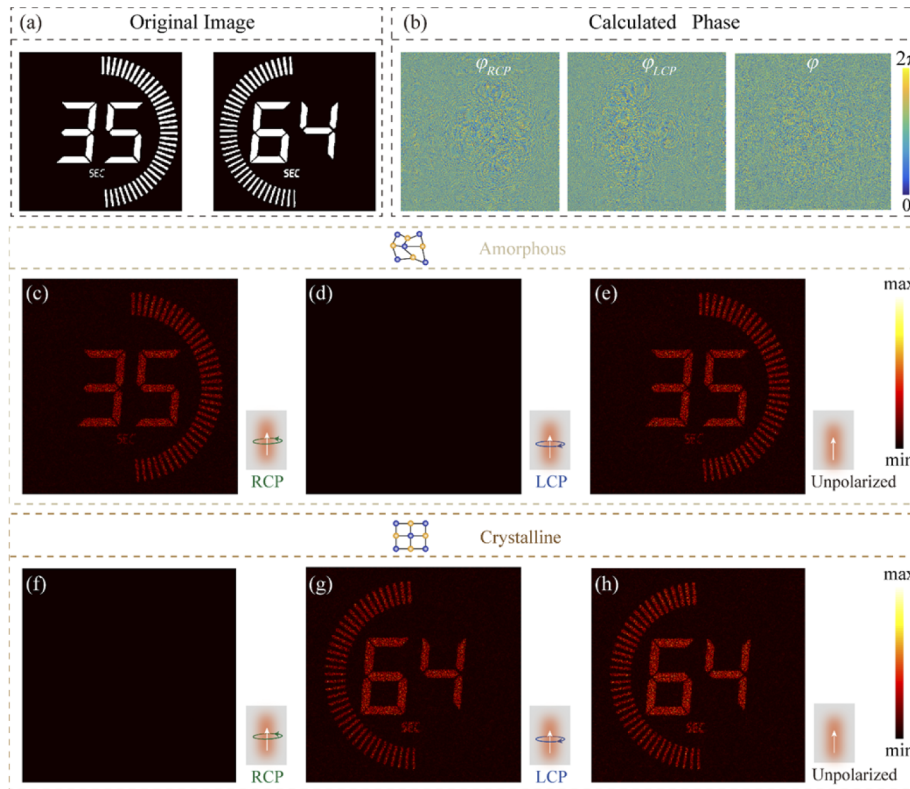 (a) Original Image
(b) Calculated Phase
35
SEC
64
SEC
φRCP
φLCP
φ
0
Amorphous
(c)
35
SEC
RCP
(d)
LCP
(e)
35
SEC
Unpolarized
max
min
Crystalline
(f)
RCP
(g)
64
SEC
LCP
(h)
64
SEC
Unpolarized
max
min